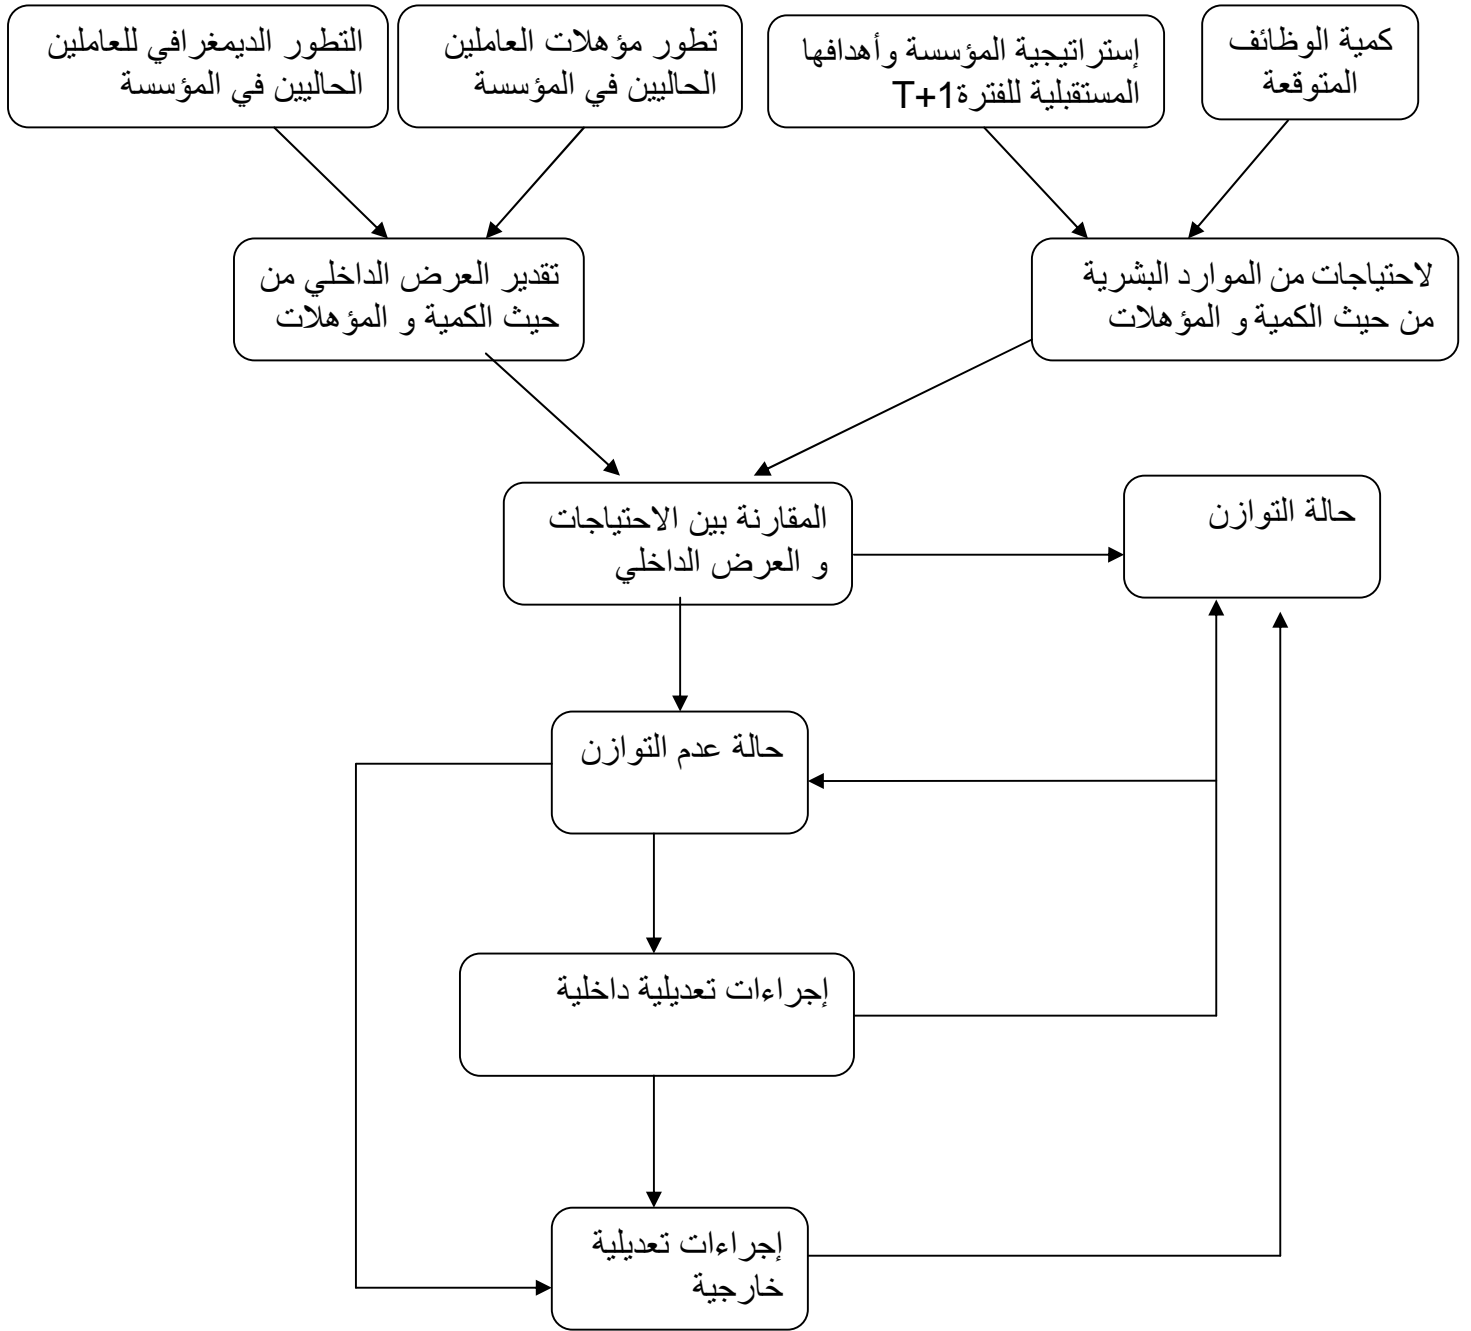 كمية الوظائف
المتوقعة
إستراتيجية المؤسسة وأهدافها
المستقبلية للفترة T+1
تطور مؤهلات العاملين
الحاليين في المؤسسة
التطور الديمغرافي للعاملين
الحاليين في المؤسسة
لاحتياجات من الموارد البشرية
من حيث الكمية و المؤهلات
تقدير العرض الداخلي من
حيث الكمية و المؤهلات
المقارنة بين الاحتياجات
و العرض الداخلي
حالة التوازن
حالة عدم التوازن
إجراءات تعديلية داخلية
إجراءات تعديلية
خارجية